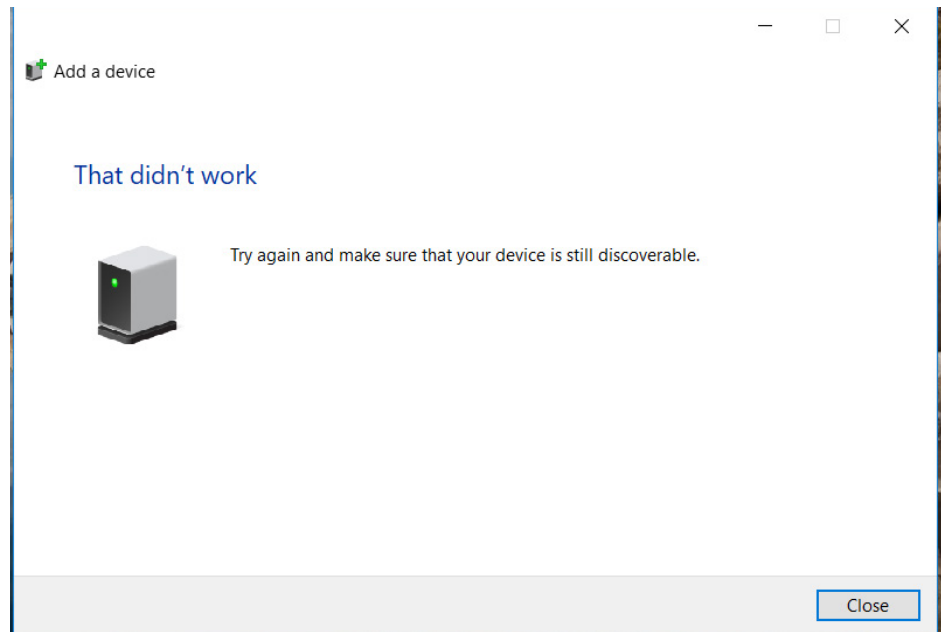 Add a device
That didn't work
Try again and make sure that your device is still discoverable.
Close